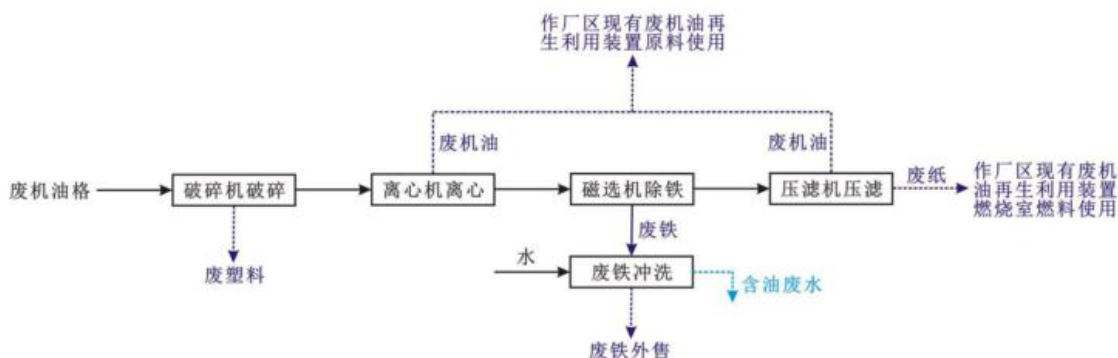 作厂区现有废机油再
生利用装置原料使用
废机油
废机油
废机油格
破碎机破碎
离心机离心
磁选机除铁
压滤机压滤
废纸
作厂区现有废机
油再生利用装置
燃烧室燃料使用
废塑料
废铁
水
废铁冲洗
含油废水
废铁外售